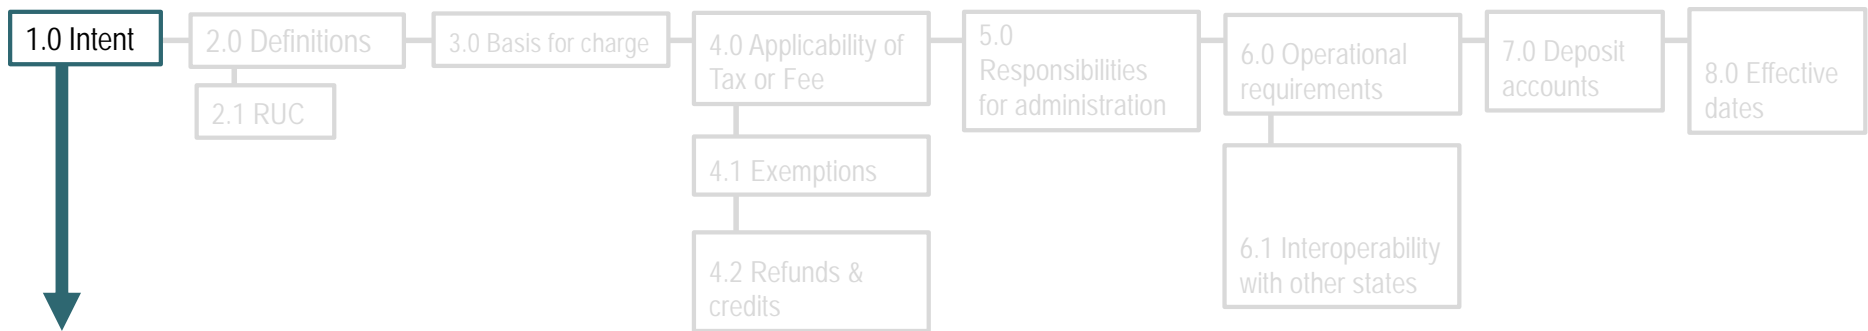 1.0 Intent
2.0 Definitions
2.1 RUC
3.0 Basis for charge
4.0 Applicability of
Tax or Fee
4.1 Exemptions
4.2 Refunds &
credits
5.0
Responsibilities
for administration
6.0 Operational
requirements
6.1 Interoperability
with other states
7.0 Deposit
accounts
8.0 Effective
dates